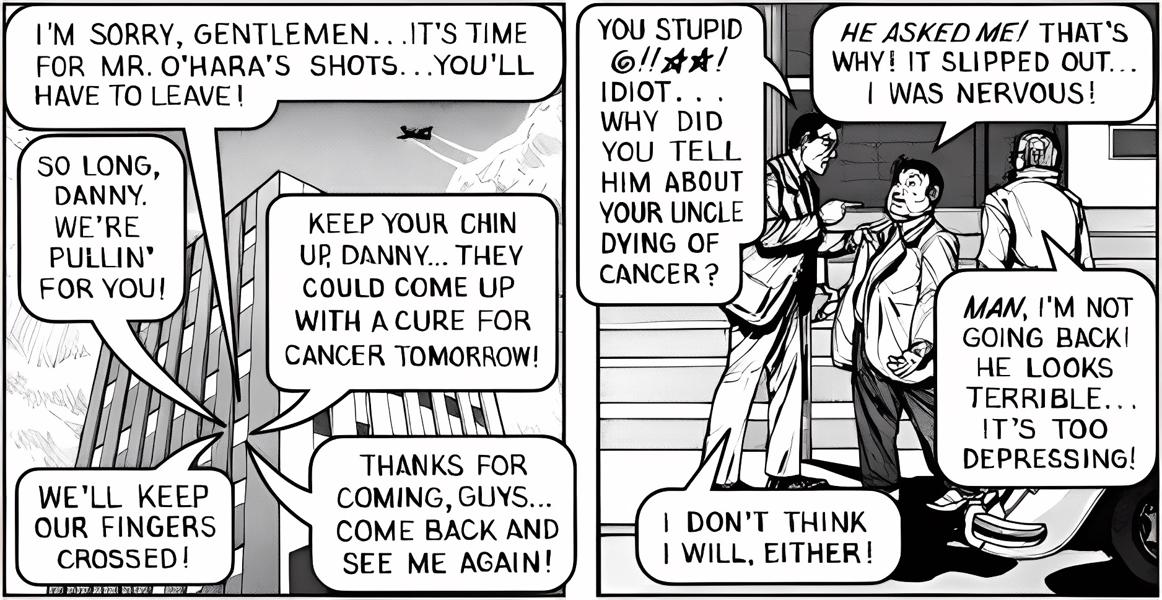 I'M SORRY, GENTLEMEN...IT'S TIME
FOR MR. O'HARA'S SHOTS...YOU'LL
HAVE TO LEAVE!
SO LONG,
DANNY.
WE'RE
PULLIN'
FOR YOU!
KEEP YOUR CHIN
UP, DANNY... THEY
COULD COME UP
WITH A CURE FOR
CANCER TOMORROW!
WE'LL KEEP
OUR FINGERS
CROSSED!
THANKS FOR
COMING, GUYS...
COME BACK AND
SEE ME AGAIN!
YOU STUPID
@!!★★!
IDIOT...
WHY DID
YOU TELL
HIM ABOUT
YOUR UNCLE
DYING OF
CANCER?
HE ASKED ME! THAT'S
WHY! IT SLIPPED OUT...
I WAS NERVOUS!
MAN, I'M NOT
GOING BACK!
HE LOOKS
TERRIBLE...
IT'S TOO
DEPRESSING!
I DON'T THINK
I WILL, EITHER!